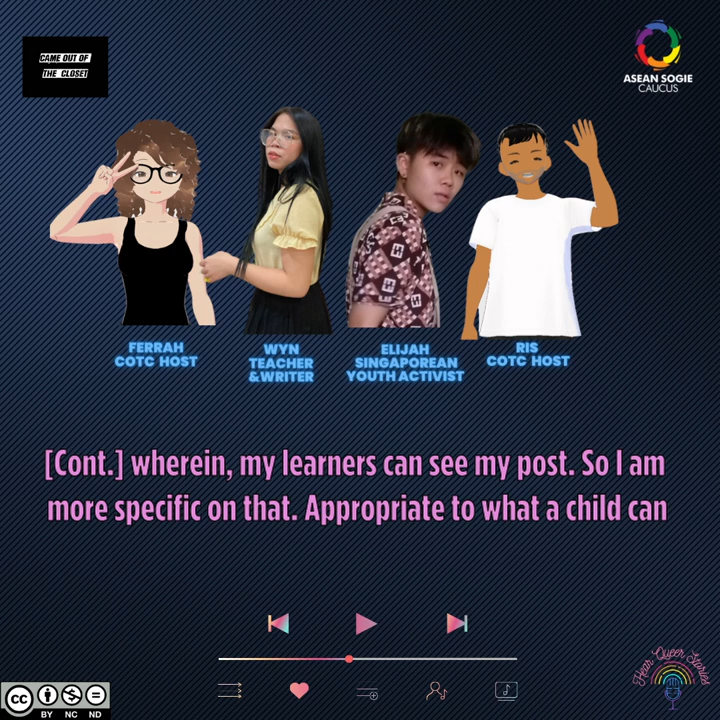 CAME OUT OF
THE CLOSET
ASEAN SOGIE
CAUCUS
FERRAH
COTC HOST
WYN
TEACHER
&WRITER
ELIJAH
SINGAPOREAN
YOUTH ACTIVIST
RIS
COTC HOST
[Cont.] wherein, my learners can see my post. So I am
more specific on that. Appropriate to what a child can
Hear Queer Stories
cc
BY NC ND